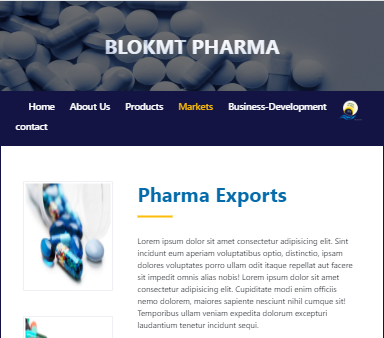 BLOKMT PHARMA
Home About Us Products Markets Business-Development
contact
Pharma Exports
Lorem ipsum dolor sit amet consectetur adipisicing elit. Sint
incidunt eum aperiam voluptatibus optio, distinctio, ipsam
dolores voluptates porro ullam odit itaque repellat aut facere
sit impedit omnis alias nobis! Lorem ipsum dolor sit amet
consectetur adipisicing elit. Cupiditate modi enim officiis
nemo dolorem, maiores sapiente nesciunt nihil cumque sit!
Temporibus ullam veniam expedita dolorum excepturi
laudantium tenetur incidunt sequi.